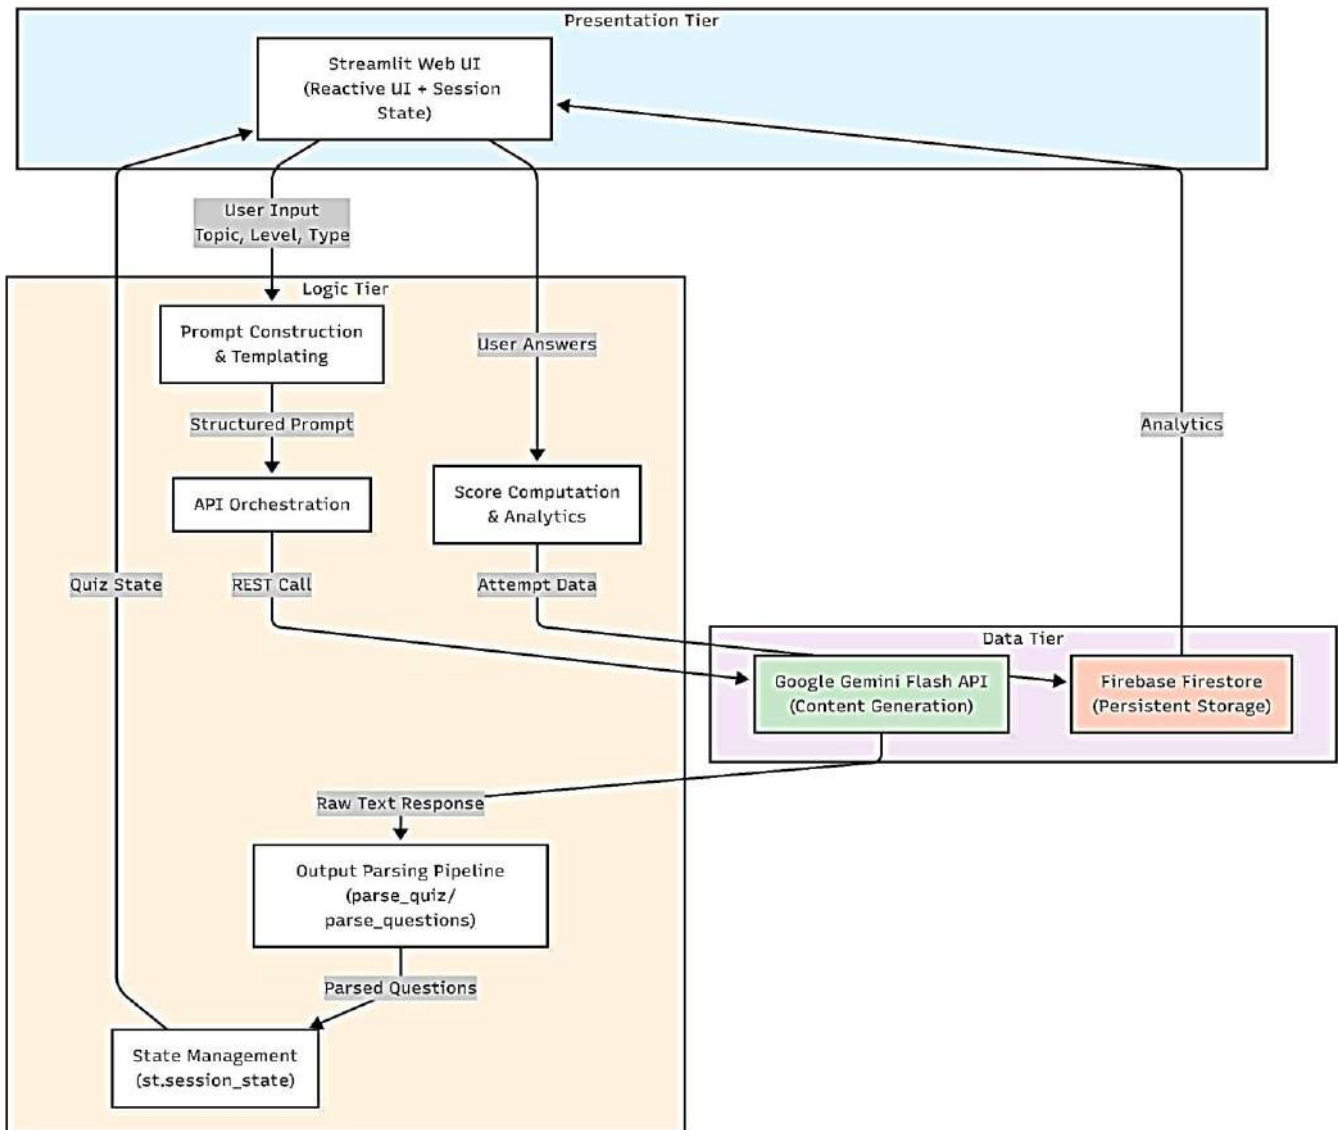 Presentation Tier
Streamlit Web UI
(Reactive UI + Session
State)
User Input
Topic, Level, Type
Logic Tier
Prompt Construction
& Templating
User Answers
Structured Prompt
Analytics
API Orchestration
Score Computation
& Analytics
Quiz State
REST Call
Attempt Data
Data Tier
Google Gemini Flash API
(Content Generation)
Firebase Firestore
(Persistent Storage)
Raw Text Response
Output Parsing Pipeline
(parse_quiz/
parse_questions)
Parsed Questions
State Management
(st.session_state)